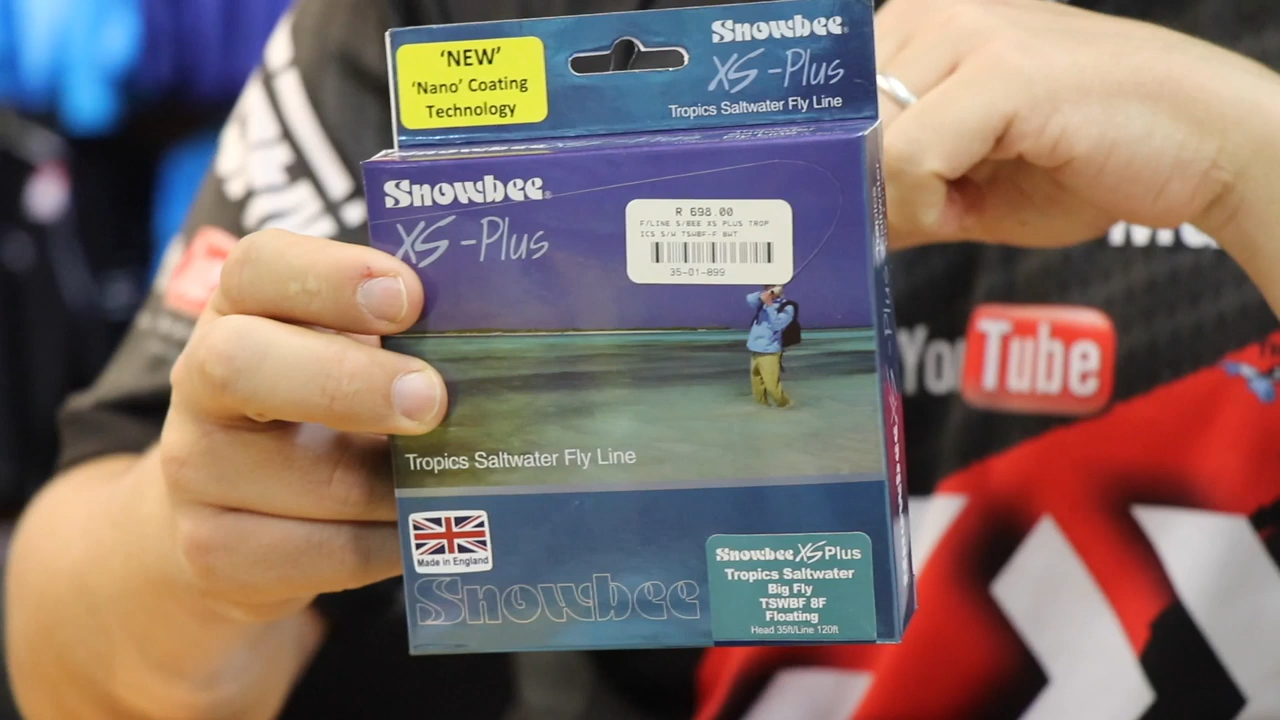 'NEW'
'Nano' Coating
Technology
Snowbee
XS-Plus
Tropics Saltwater Fly Line
Snowbee
XS-Plus
R 698.00
F/LINE S/BEE XS PLUS TROP
ICS S/W TSWBF-F 8WT
35-01-899
Tropics Saltwater Fly Line
Made in England
Snowbee
Snowbee XS Plus
Tropics Saltwater
Big Fly
TSWBF 8F
Floating
Head 35ft/Line 120ft
Plus
YouTube